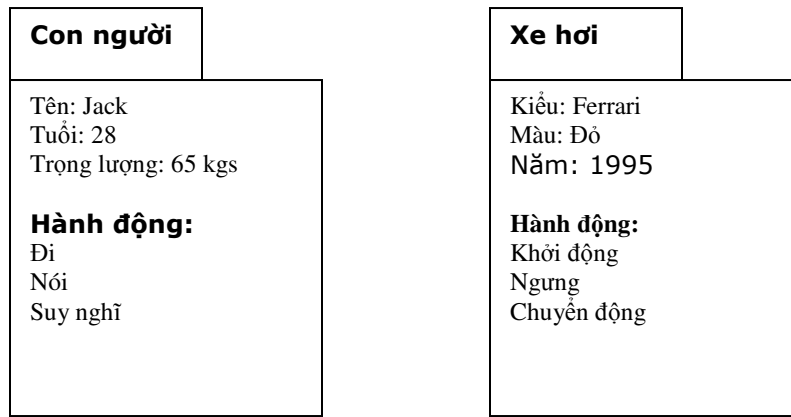 Con người
Tên: Jack
Tuổi: 28
Trọng lượng: 65 kgs
Hành động:
Đi
Nói
Suy nghĩ
Xe hơi
Kiểu: Ferrari
Màu: Đỏ
Năm: 1995
Hành động:
Khởi động
Ngưng
Chuyển động